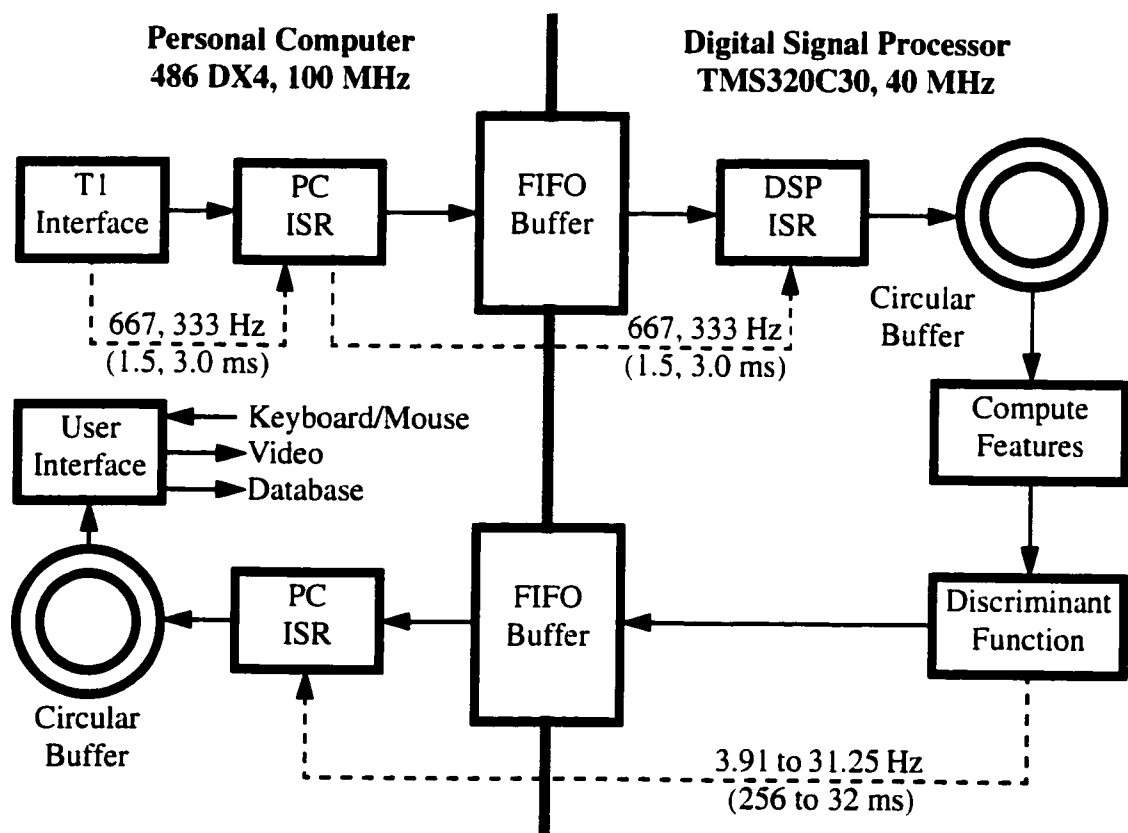 Personal Computer
486 DX4, 100 MHz
Digital Signal Processor
TMS320C30, 40 MHz
T1
Interface
PC
ISR
FIFO
Buffer
DSP
ISR
Circular
Buffer
667, 333 Hz
(1.5, 3.0 ms)
667, 333 Hz
(1.5, 3.0 ms)
Compute
Features
User
Interface
Keyboard/Mouse
Video
Database
Discriminant
Function
FIFO
Buffer
PC
ISR
Circular
Buffer
3.91 to 31.25 Hz
(256 to 32 ms)